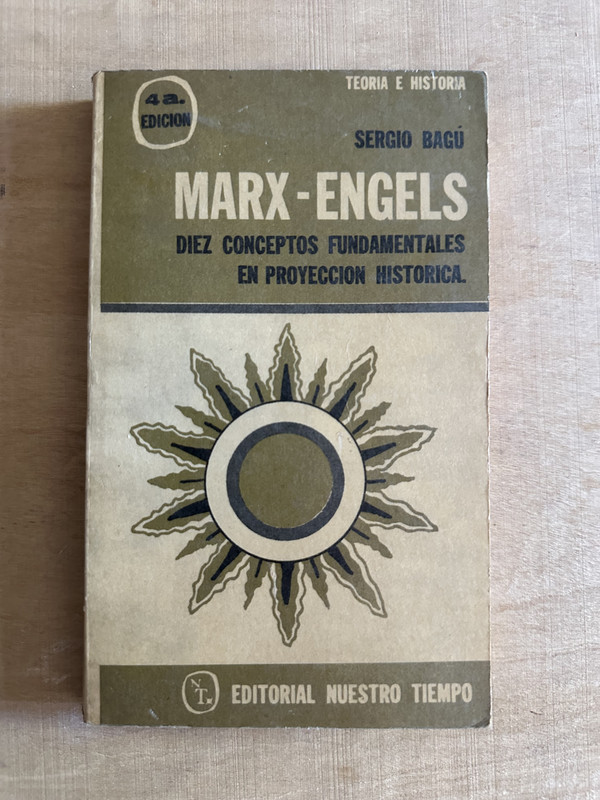 4a.
EDICION
TEORIA E HISTORIA
SERGIO BAGÚ
MARX-ENGELS
DIEZ CONCEPTOS FUNDAMENTALES
EN PROYECCION HISTORICA.
NT
EDITORIAL NUESTRO TIEMPO